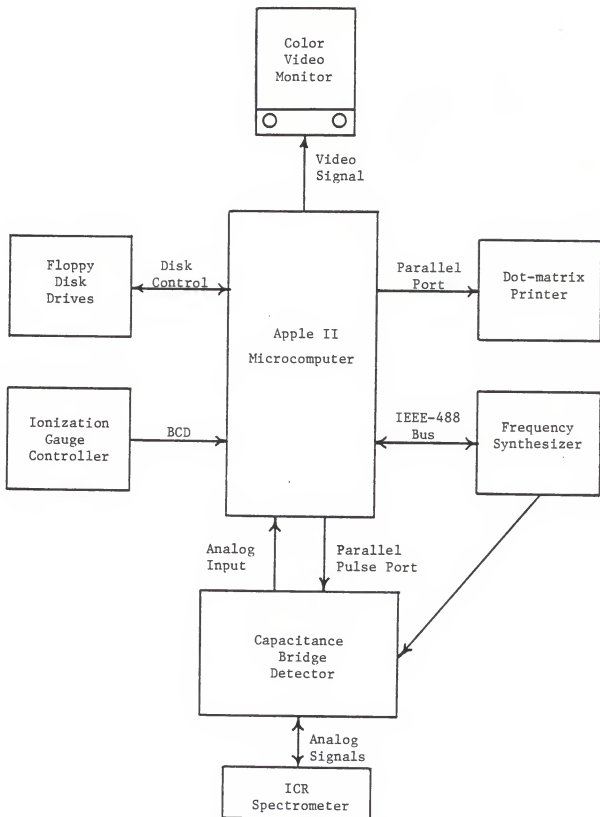 Color
Video
Monitor
Video
Signal
Floppy
Disk
Drives
Disk
Control
Apple II
Microcomputer
Parallel
Port
Dot-matrix
Printer
Ionization
Gauge
Controller
BCD
IEEE-488
Bus
Frequency
Synthesizer
Analog
Input
Parallel
Pulse Port
Capacitance
Bridge
Detector
Analog
Signals
ICR
Spectrometer